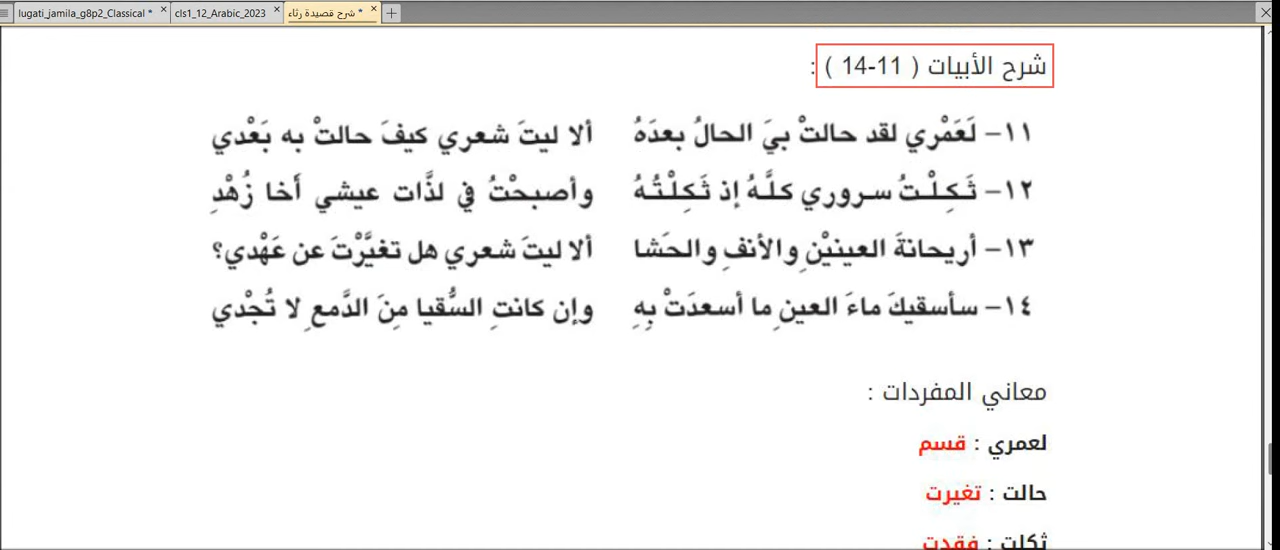 lugati_jamila_g8p2_Classical * × cls1_12_Arabic_2023 × شرح قصيدة رثاء * × +
شرح الأبيات ( 11-14 ) :
١١- لَعَمْري لقد حالتْ بيَ الحالُ بعدَهُ ألا ليتَ شعري كيفَ حالتْ به بَعْدي
١٢- ثَكِلْتُ سروري كلَّهُ إذ ثَكِلْتُهُ وأصبحْتُ في لذَّات عيشي أَخا زُهْدِ
١٣- أريحانةَ العينيْنِ والأنفِ والحَشا ألا ليتَ شعري هل تغيَّرْتَ عن عَهْدي؟
١٤- سأسقيكَ ماءَ العينِ ما أسعدَتْ بِهِ وإن كانتِ السُّقيا مِنَ الدَّمعِ لا تُجْدي
معاني المفردات :
لعمري : قسم
حالت : تغيرت
ثكلت : فقدت